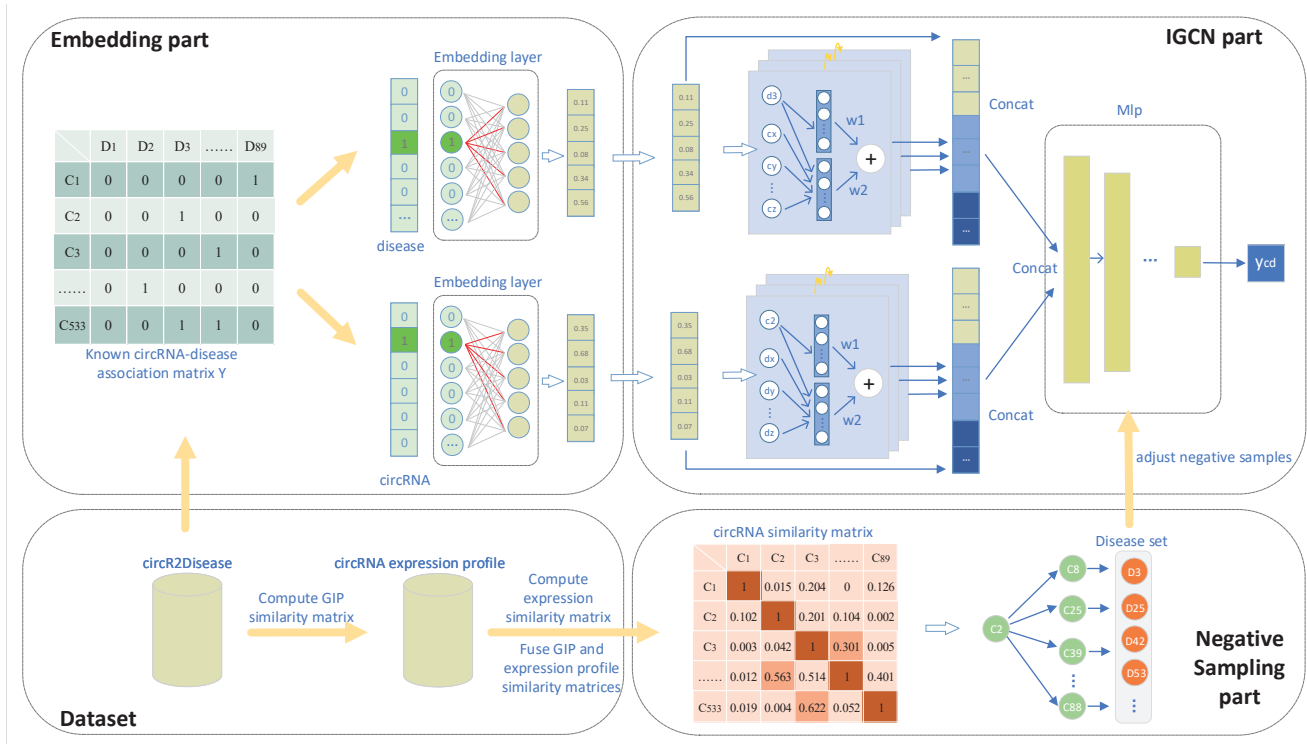 Embedding part
D1 D2 D3 …… D89
C1 0 0 0 0 1
C2 0 0 1 0 0
C3 0 0 0 1 0
…… 0 1 0 0 0
C533 0 0 1 1 0
Known circRNA-disease
association matrix Y
0
0
1
0
0
...
disease
Embedding layer
0
0
1
0
0
...
0.11
0.25
0.08
0.34
0.56
0
1
0
0
0
0
circRNA
Embedding layer
0
1
0
0
0
...
0.35
0.68
0.03
0.11
0.07
IGCN part
0.11
0.25
0.08
0.34
0.56
d3
cx
cy
⋮
cz
w1
w2
+
...
...
...
Concat
0.35
0.68
0.03
0.11
0.07
c2
dx
dy
⋮
dz
w1
w2
+
...
...
...
Concat
Concat
Mlp
...
ycd
adjust negative samples
Dataset
circR2Disease
Compute GIP
similarity matrix
circRNA expression profile
Compute
expression
similarity matrix
Fuse GIP and
expression profile
similarity matrices
circRNA similarity matrix
C1 C2 C3 …… C89
C1 1 0.015 0.204 0 0.126
C2 0.102 1 0.201 0.104 0.002
C3 0.003 0.042 1 0.301 0.005
…… 0.012 0.563 0.514 1 0.401
C533 0.019 0.004 0.622 0.052 1
C2
C8
C25
C39
⋮
C88
Disease set
D3
D25
D42
D53
⋮
Negative
Sampling
part